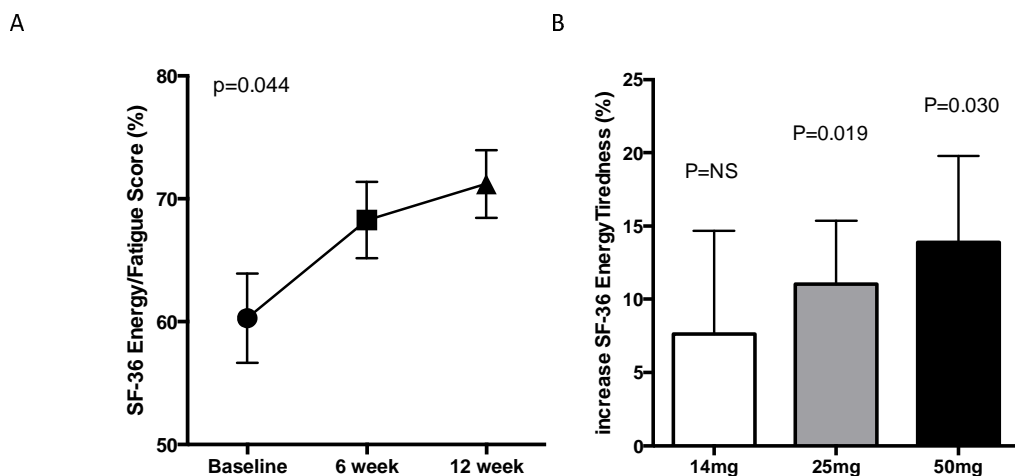 A
SF-36 Energy/Fatigue Score (%)
p=0.044
80
70
60
50
Baseline
6 week
12 week
B
increase SF-36 EnergyTiredness (%)
25
20
15
10
5
0
P=NS
P=0.019
P=0.030
14mg
25mg
50mg